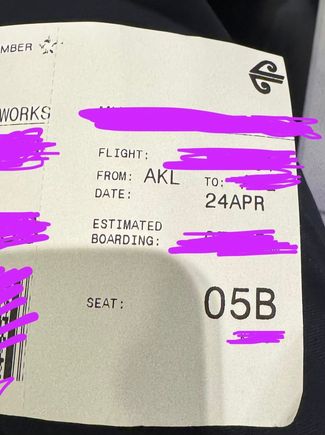 MBER
WORKS
FLIGHT:
FROM: AKL TO:
DATE: 24APR
ESTIMATED
BOARDING:
SEAT: 05B